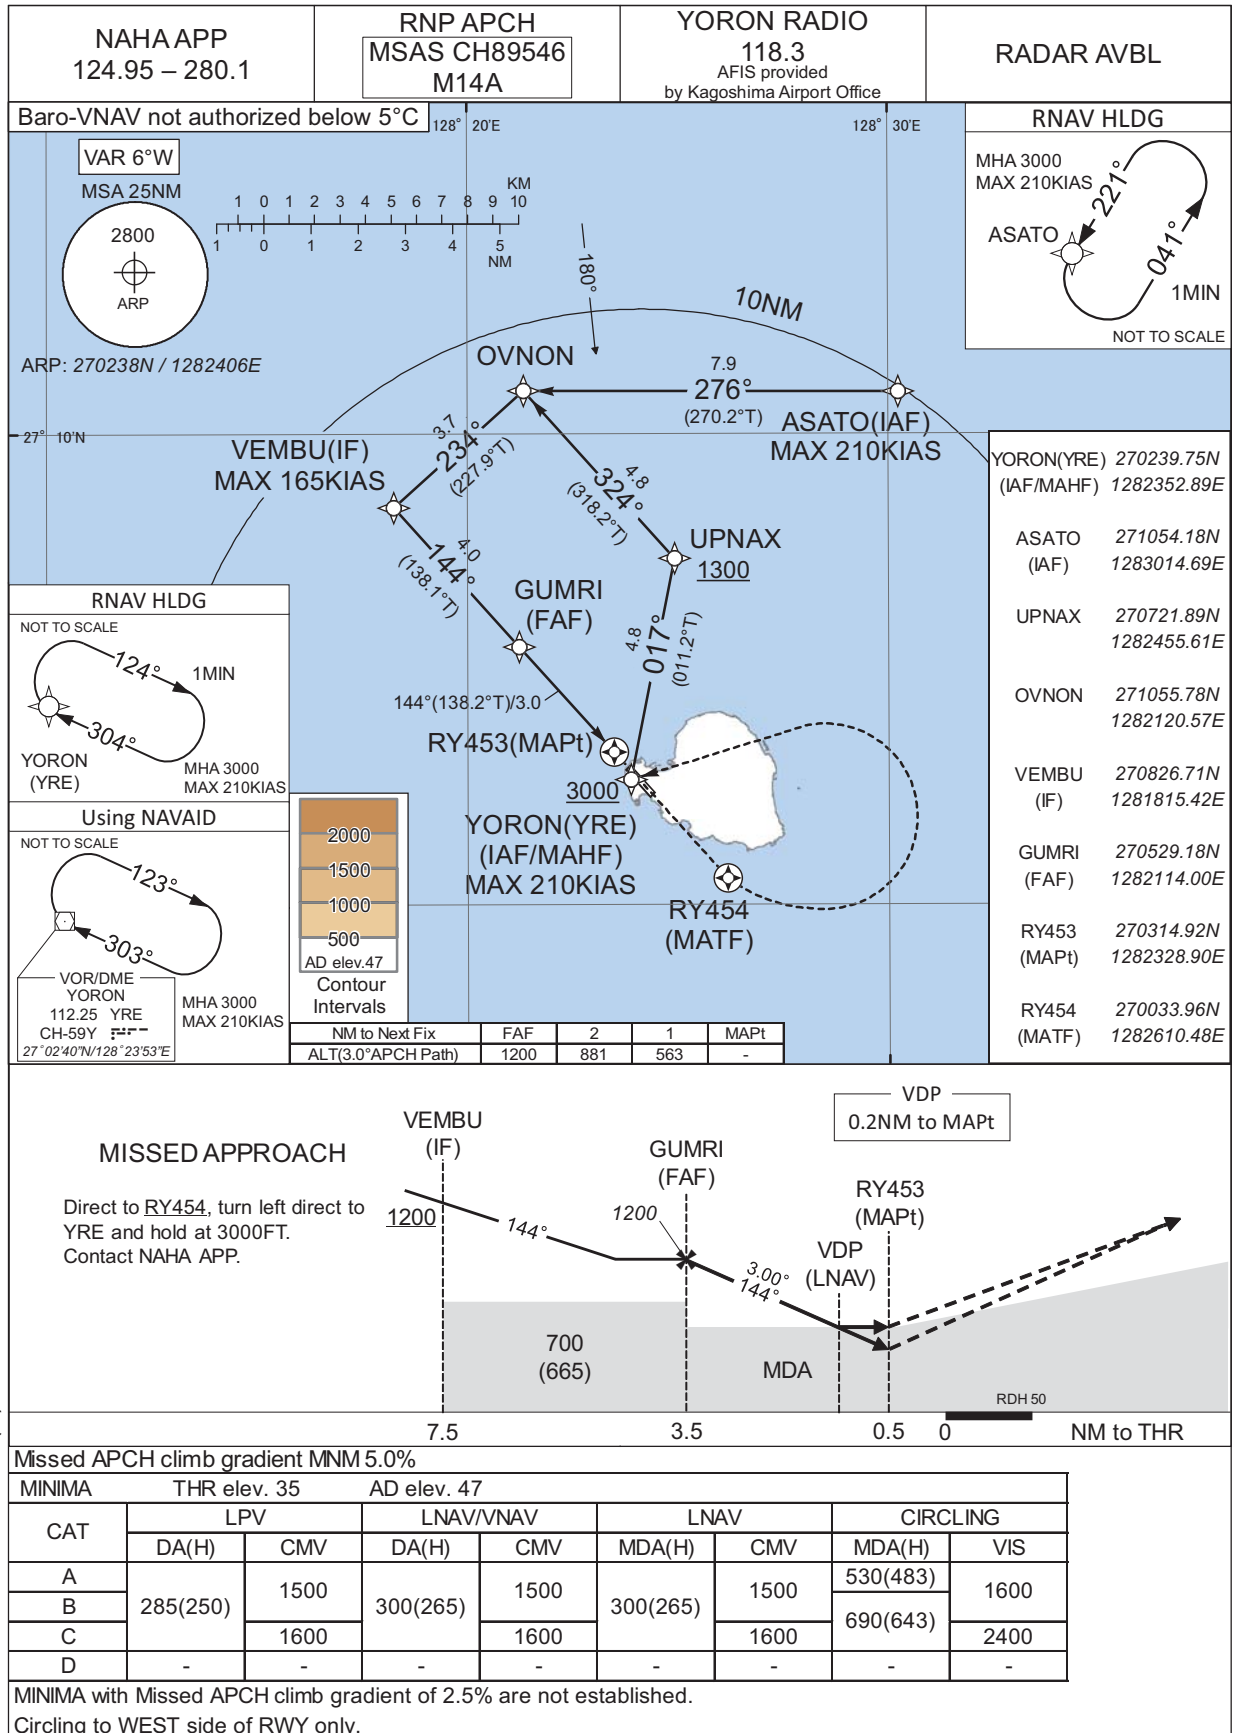 NAHA APP
124.95 – 280.1
RNP APCH
MSAS CH89546
M14A
YORON RADIO
118.3
AFIS provided
by Kagoshima Airport Office
RADAR AVBL
Baro-VNAV not authorized below 5°C
128° 20'E
128° 30'E
VAR 6°W
MSA 25NM
2800
ARP
ARP: 270238N / 1282406E
KM
1 0 1 2 3 4 5 6 7 8 9 10
1 0 1 2 3 4 5
NM
180°
10NM
RNAV HLDG
MHA 3000
MAX 210KIAS
221°
ASATO
041°
1MIN
NOT TO SCALE
OVNON
7.9
276°
(270.2°T)
ASATO(IAF)
MAX 210KIAS
27° 10'N
VEMBU(IF)
MAX 165KIAS
3.7
234°
(227.9°T)
4.8
324°
(318.2°T)
UPNAX
1300
4.0
144°
(138.1°T)
GUMRI
(FAF)
4.8
017°
(011.2°T)
144°(138.2°T)/3.0
RY453(MAPt)
3000
YORON(YRE)
(IAF/MAHF)
MAX 210KIAS
RY454
(MATF)
YORON(YRE) 270239.75N
(IAF/MAHF) 1282352.89E
ASATO 271054.18N
(IAF) 1283014.69E
UPNAX 270721.89N
1282455.61E
OVNON 271055.78N
1282120.57E
VEMBU 270826.71N
(IF) 1281815.42E
GUMRI 270529.18N
(FAF) 1282114.00E
RY453 270314.92N
(MAPt) 1282328.90E
RY454 270033.96N
(MATF) 1282610.48E
RNAV HLDG
NOT TO SCALE
124°
1MIN
304°
YORON
(YRE)
MHA 3000
MAX 210KIAS
Using NAVAID
NOT TO SCALE
123°
303°
VOR/DME
YORON
112.25 YRE
CH-59Y
27°02'40"N/128°23'53"E
MHA 3000
MAX 210KIAS
2000
1500
1000
500
AD elev.47
Contour
Intervals
NM to Next Fix FAF 2 1 MAPt
ALT(3.0°APCH Path) 1200 881 563 -
MISSED APPROACH
Direct to RY454, turn left direct to
YRE and hold at 3000FT.
Contact NAHA APP.
VEMBU
(IF)
1200
144°
GUMRI
(FAF)
1200
3.00°
144°
VDP
0.2NM to MAPt
RY453
(MAPt)
VDP
(LNAV)
700
(665)
MDA
RDH 50
7.5 3.5 0.5 0 NM to THR
Missed APCH climb gradient MNM 5.0%
MINIMA THR elev. 35 AD elev. 47
CAT LPV LNAV/VNAV LNAV CIRCLING
DA(H) CMV DA(H) CMV MDA(H) CMV MDA(H) VIS
A 285(250) 1500 300(265) 1500 300(265) 1500 530(483) 1600
B 690(643)
C 1600 1600 1600 2400
D - - - - - - - -
MINIMA with Missed APCH climb gradient of 2.5% are not established.
Circling to WEST side of RWY only.